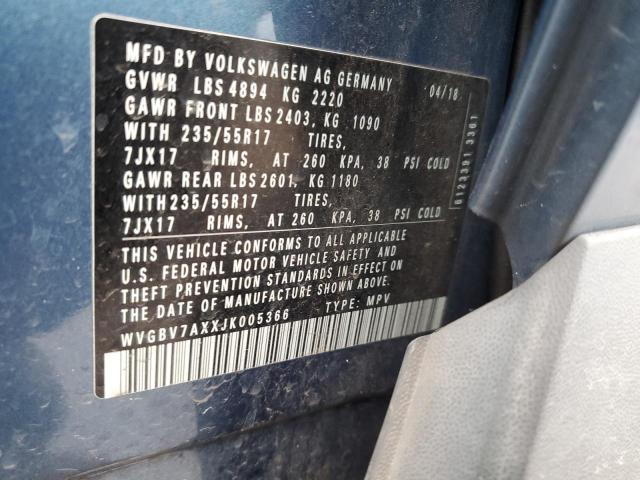 MFD BY VOLKSWAGEN AG GERMANY 04/18
GVWR LBS 4894 KG 2220
GAWR FRONT LBS 2403, KG 1090
WITH 235/55R17 TIRES,
7JX17 RIMS, AT 260 KPA, 38 PSI COLD
GAWR REAR LBS 2601, KG 1180
WITH 235/55R17 TIRES,
7JX17 RIMS, AT 260 KPA, 38 PSI COLD
THIS VEHICLE CONFORMS TO ALL APPLICABLE
U.S. FEDERAL MOTOR VEHICLE SAFETY AND
THEFT PREVENTION STANDARDS IN EFFECT ON
THE DATE OF MANUFACTURE SHOWN ABOVE.
WVGBV7AXXJK005366 TYPE: MPV
0123391 3301